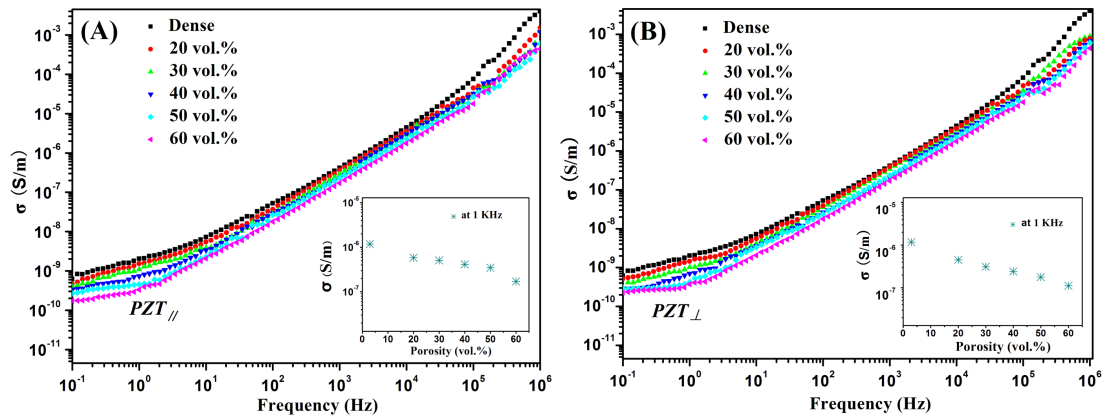 (A)
Dense
20 vol.%
30 vol.%
40 vol.%
50 vol.%
60 vol.%
σ (S/m)
10⁻³
10⁻⁴
10⁻⁵
10⁻⁶
10⁻⁷
10⁻⁸
10⁻⁹
10⁻¹⁰
10⁻¹¹
PZT//
10⁻¹ 10⁰ 10¹ 10² 10³ 10⁴ 10⁵ 10⁶
Frequency (Hz)
at 1 KHz
σ (S/m)
10⁻⁵
10⁻⁶
10⁻⁷
0 10 20 30 40 50 60
Porosity (vol.%)
(B)
Dense
20 vol.%
30 vol.%
40 vol.%
50 vol.%
60 vol.%
σ (S/m)
10⁻³
10⁻⁴
10⁻⁵
10⁻⁶
10⁻⁷
10⁻⁸
10⁻⁹
10⁻¹⁰
10⁻¹¹
PZT⊥
10⁻¹ 10⁰ 10¹ 10² 10³ 10⁴ 10⁵ 10⁶
Frequency (Hz)
at 1 KHz
σ (S/m)
10⁻⁵
10⁻⁶
10⁻⁷
0 10 20 30 40 50 60
Porosity (vol.%)